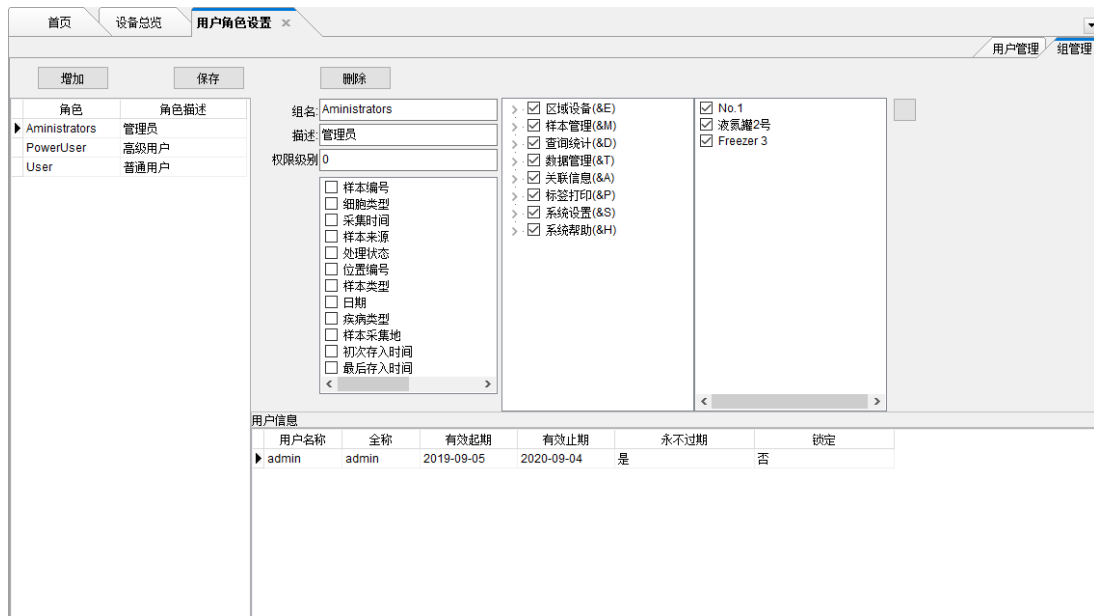 首页 设备总览 用户角色设置
用户管理 组管理
增加 保存 删除
角色 角色描述
Aministrators 管理员
PowerUser 高级用户
User 普通用户
组名: Aministrators
描述: 管理员
权限级别 0
样本编号
细胞类型
采集时间
样本来源
处理状态
位置编号
样本类型
日期
疾病类型
样本采集地
初次存入时间
最后存入时间
区域设备(&E)
样本管理(&M)
查询统计(&D)
数据管理(&T)
关联信息(&A)
标签打印(&P)
系统设置(&S)
系统帮助(&H)
No.1
液氮罐2号
Freezer 3
用户信息
用户名称 全称 有效起期 有效止期 永不过期 锁定
admin admin 2019-09-05 2020-09-04 是 否